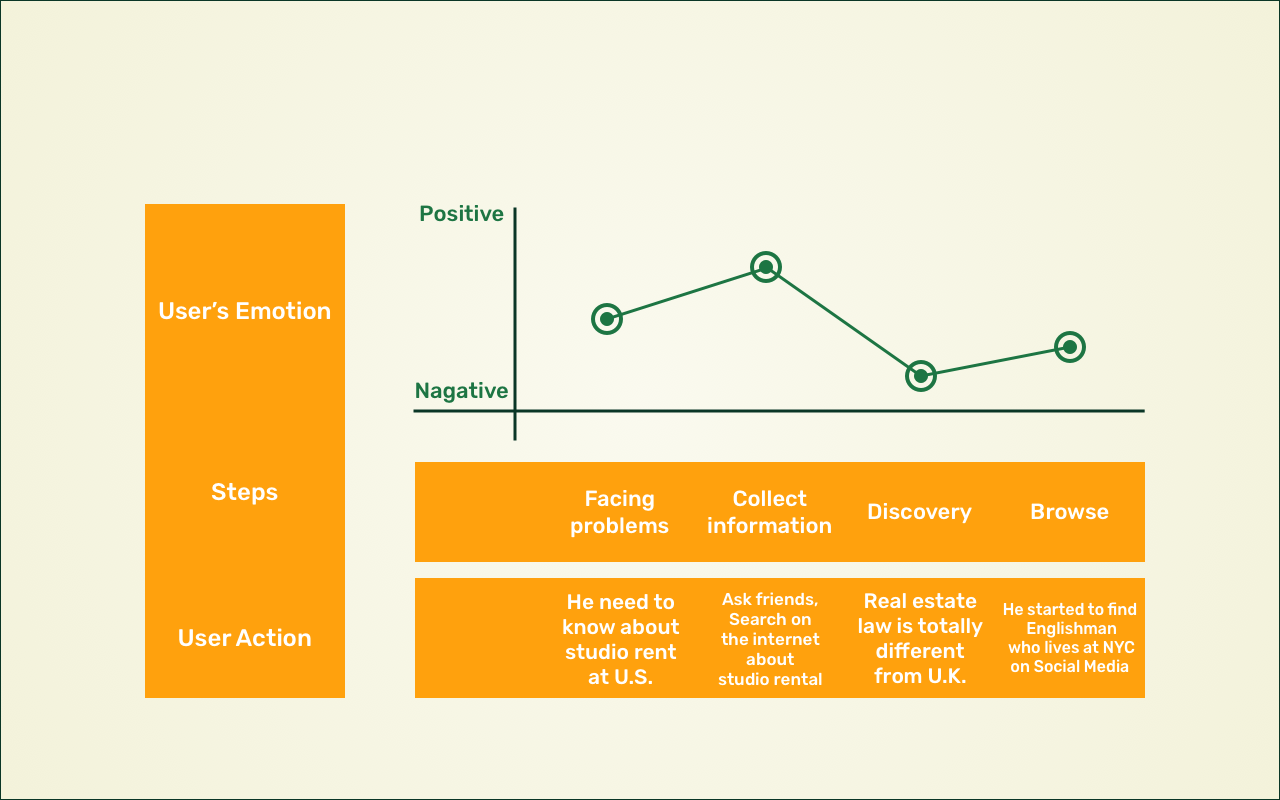 User’s Emotion
Steps
User Action
Positive
Nagative
Facing
problems
Collect
information
Discovery
Browse
He need to
know about
studio rent
at U.S.
Ask friends,
Search on
the internet
about
studio rental
Real estate
law is totally
different
from U.K.
He started to find
Englishman
who lives at NYC
on Social Media